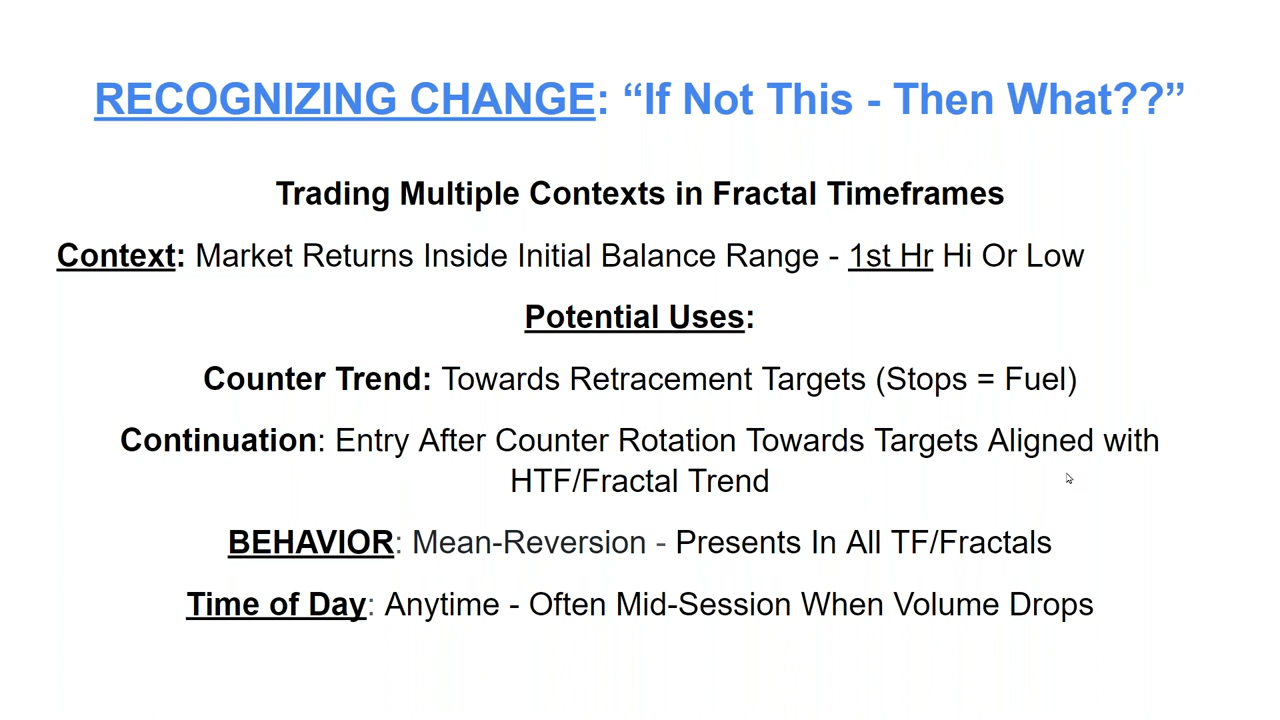 RECOGNIZING CHANGE: “If Not This - Then What??”
Trading Multiple Contexts in Fractal Timeframes
Context: Market Returns Inside Initial Balance Range - 1st Hr Hi Or Low
Potential Uses:
Counter Trend: Towards Retracement Targets (Stops = Fuel)
Continuation: Entry After Counter Rotation Towards Targets Aligned with
HTF/Fractal Trend
BEHAVIOR: Mean-Reversion - Presents In All TF/Fractals
Time of Day: Anytime - Often Mid-Session When Volume Drops